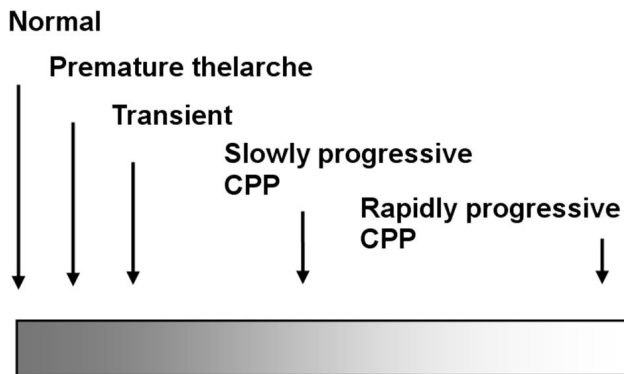 Normal
Premature thelarche
Transient
Slowly progressive
CPP
Rapidly progressive
CPP